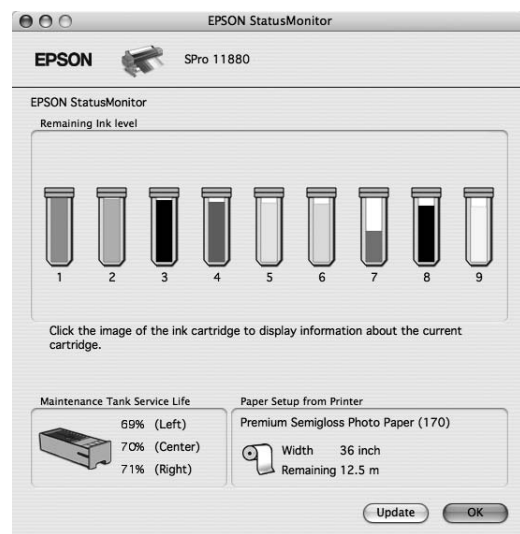 EPSON StatusMonitor
EPSON SPro 11880
EPSON StatusMonitor
Remaining Ink level
1 2 3 4 5 6 7 8 9
Click the image of the ink cartridge to display information about the current
cartridge.
Maintenance Tank Service Life
69% (Left)
70% (Center)
71% (Right)
Paper Setup from Printer
Premium Semigloss Photo Paper (170)
Width 36 inch
Remaining 12.5 m
Update OK